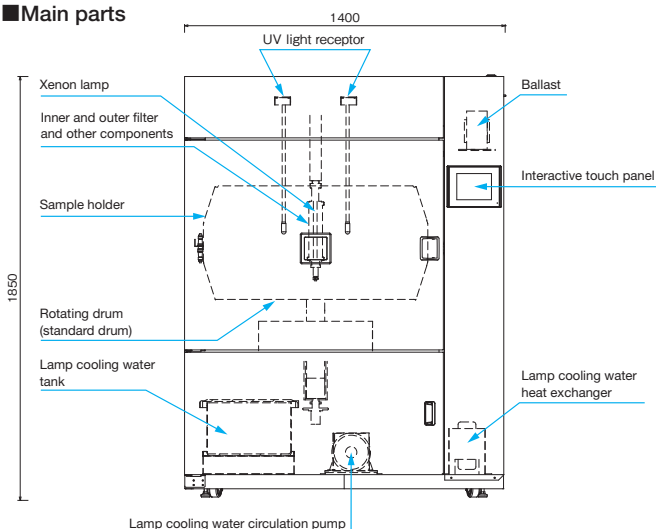 ■Main parts
1400
UV light receptor
Xenon lamp
Ballast
Inner and outer filter
and other components
Interactive touch panel
Sample holder
1850
Rotating drum
(standard drum)
Lamp cooling water
tank
Lamp cooling water
heat exchanger
Lamp cooling water circulation pump